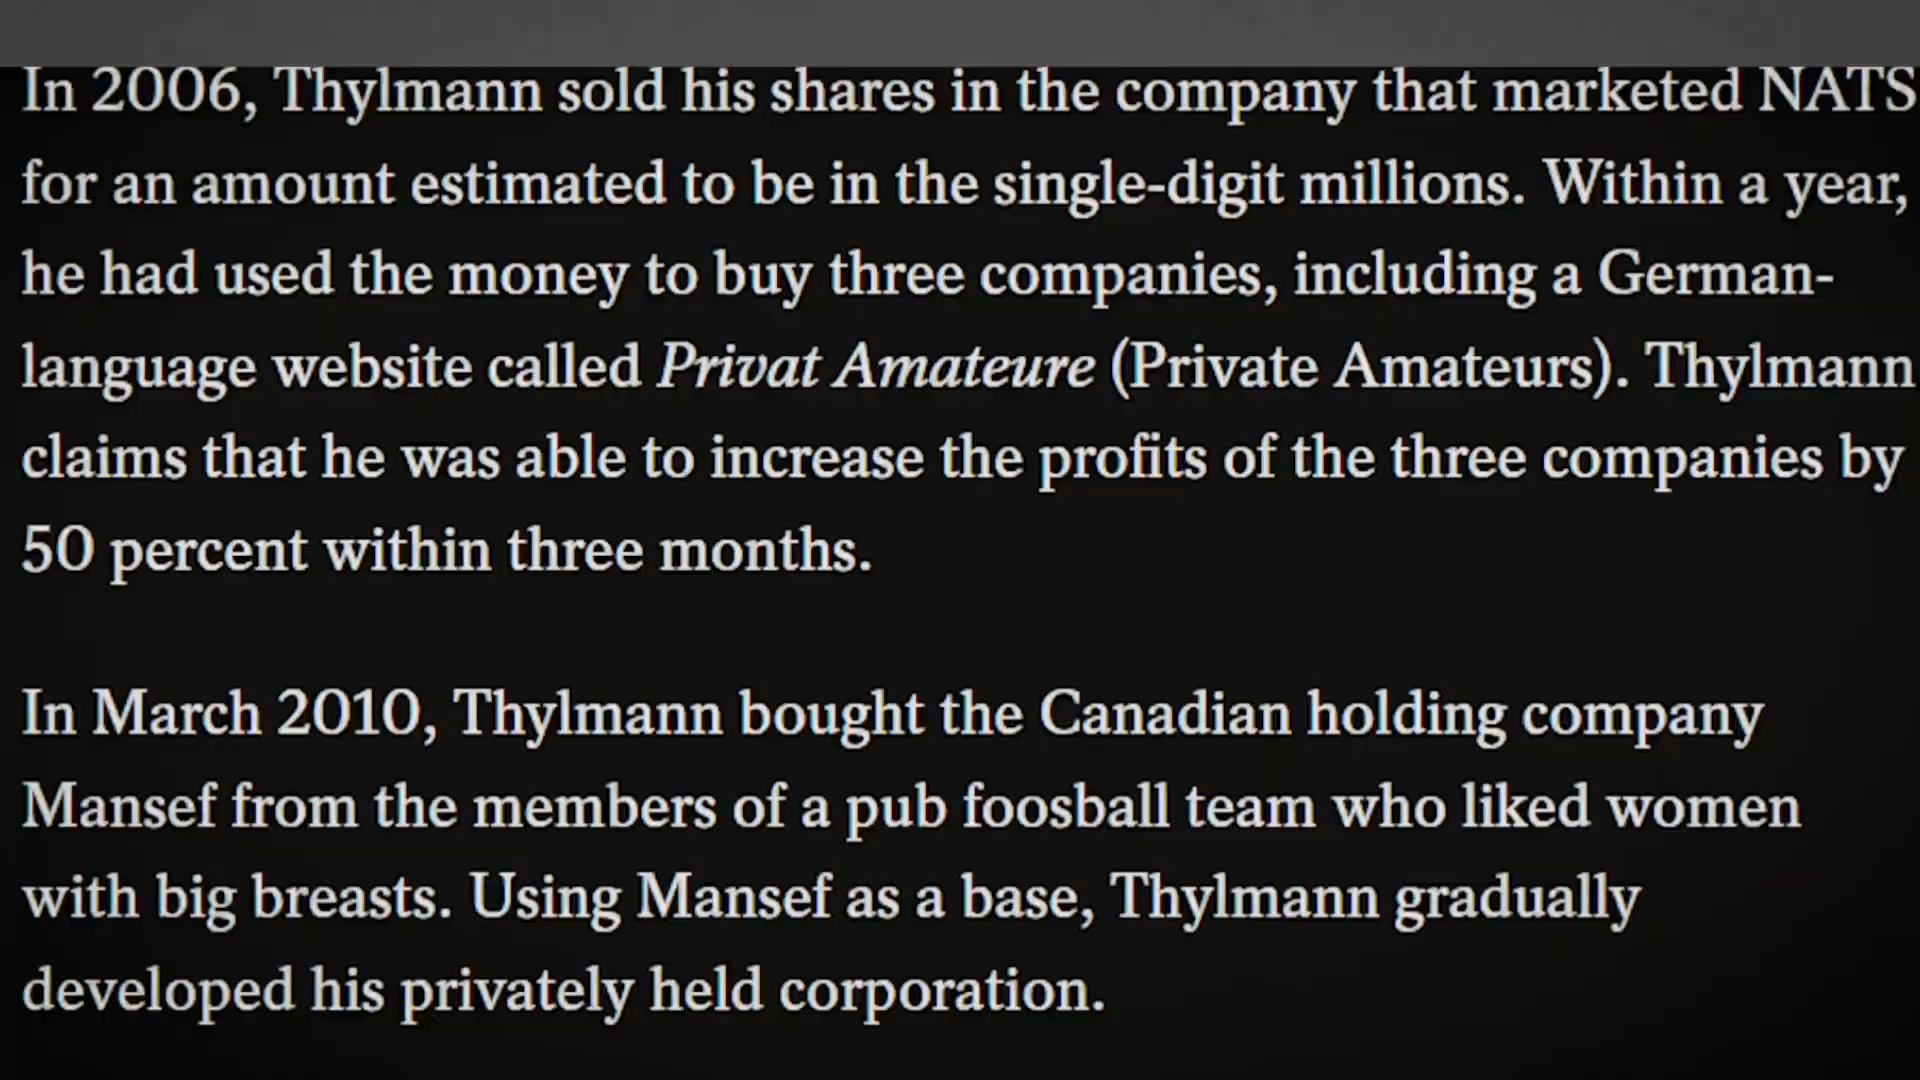 In 2006, Thylmann sold his shares in the company that marketed NATS
for an amount estimated to be in the single-digit millions. Within a year,
he had used the money to buy three companies, including a German-
language website called Privat Amateure (Private Amateurs). Thylmann
claims that he was able to increase the profits of the three companies by
50 percent within three months.
In March 2010, Thylmann bought the Canadian holding company
Mansef from the members of a pub foosball team who liked women
with big breasts. Using Mansef as a base, Thylmann gradually
developed his privately held corporation.